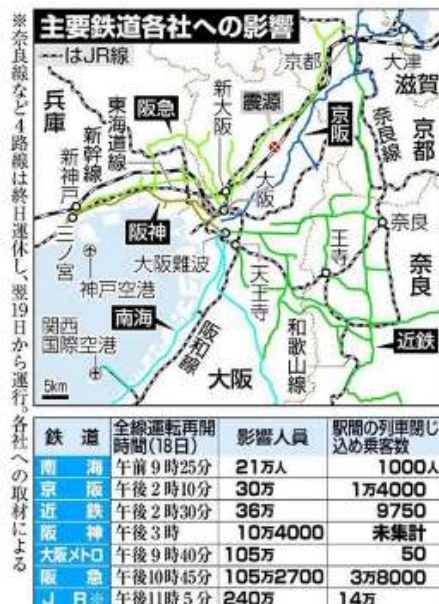 主要鉄道各社への影響
----はJR線
京都
大津
滋賀
兵庫
阪急
新大阪
震源
京阪
奈良線
京都
東海道線
新幹線
新神戸
大阪
奈良
三ノ宮
阪神
大阪難波
王寺
奈良
神戸空港
天王寺
南海
阪和線
和歌山線
近鉄
関西
国際空港
大阪
5km
鉄道 全線運転再開時間(18日) 影響人員 駅間の列車閉じ込め乗客数
南海 午前9時25分 21万人 1000人
京阪 午後2時10分 30万 1万4000
近鉄 午後2時30分 36万 9750
阪神 午後3時 10万4000 未集計
大阪メトロ 午後9時40分 105万 50
阪急 午後10時45分 105万2700 3万8000
JR※ 午後11時5分 240万 14万
※奈良線など4路線は終日運休し、翌19日から運行。各社への取材による